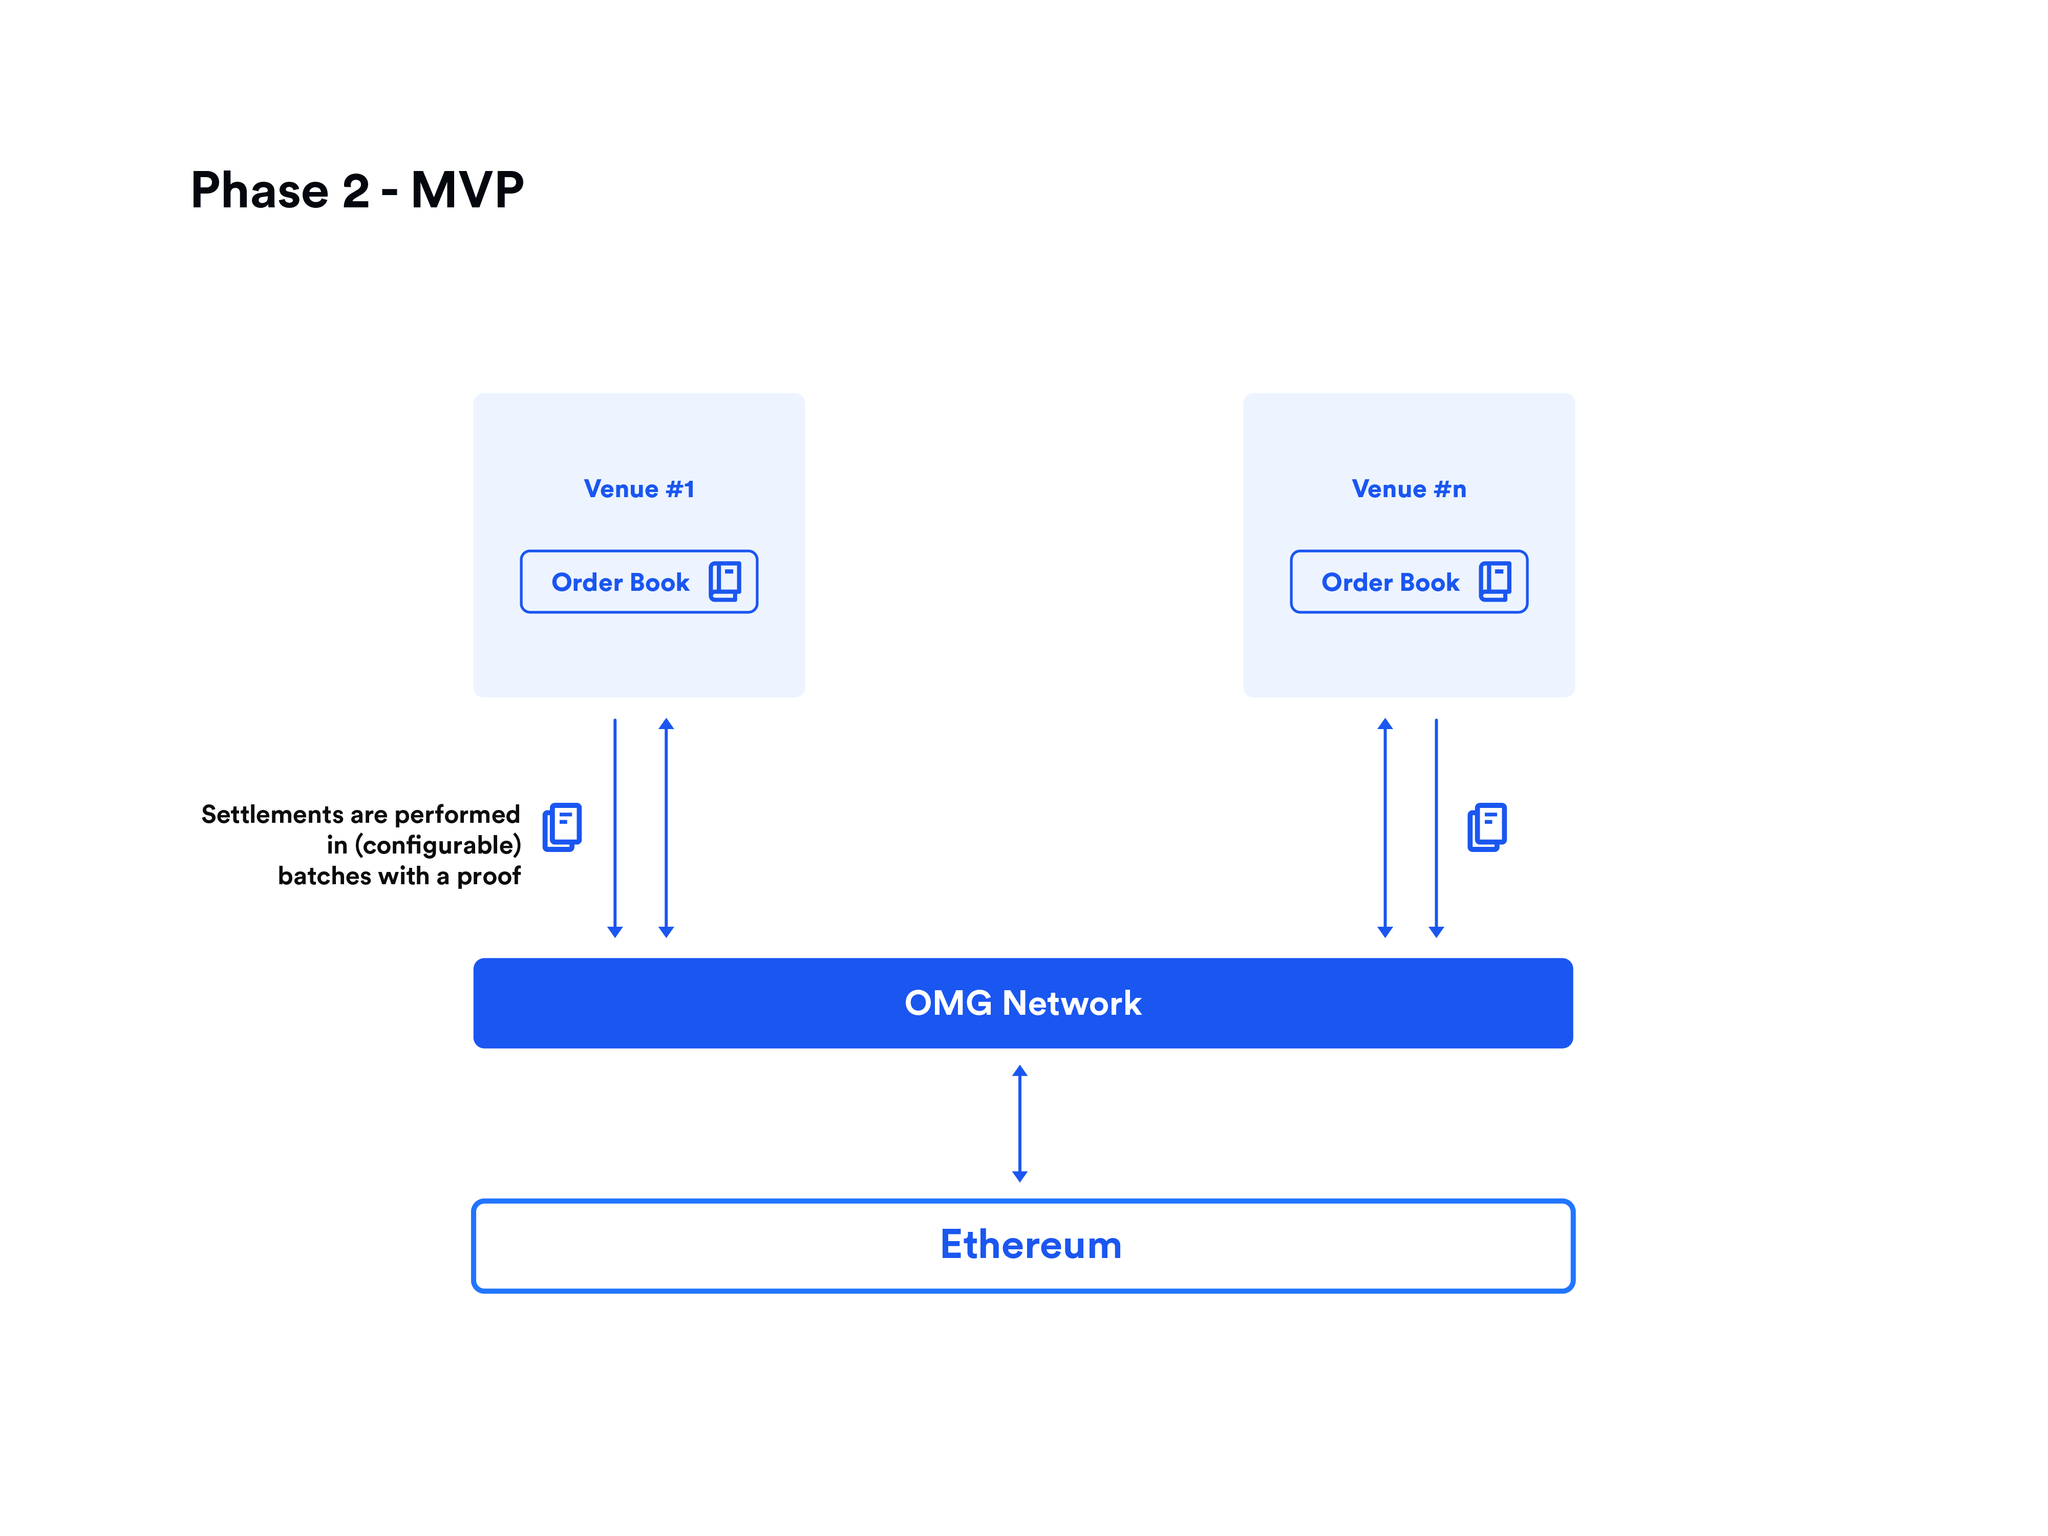 Phase 2 - MVP
Venue #1
Order Book
Venue #n
Order Book
Settlements are performed
in (configurable)
batches with a proof
OMG Network
Ethereum